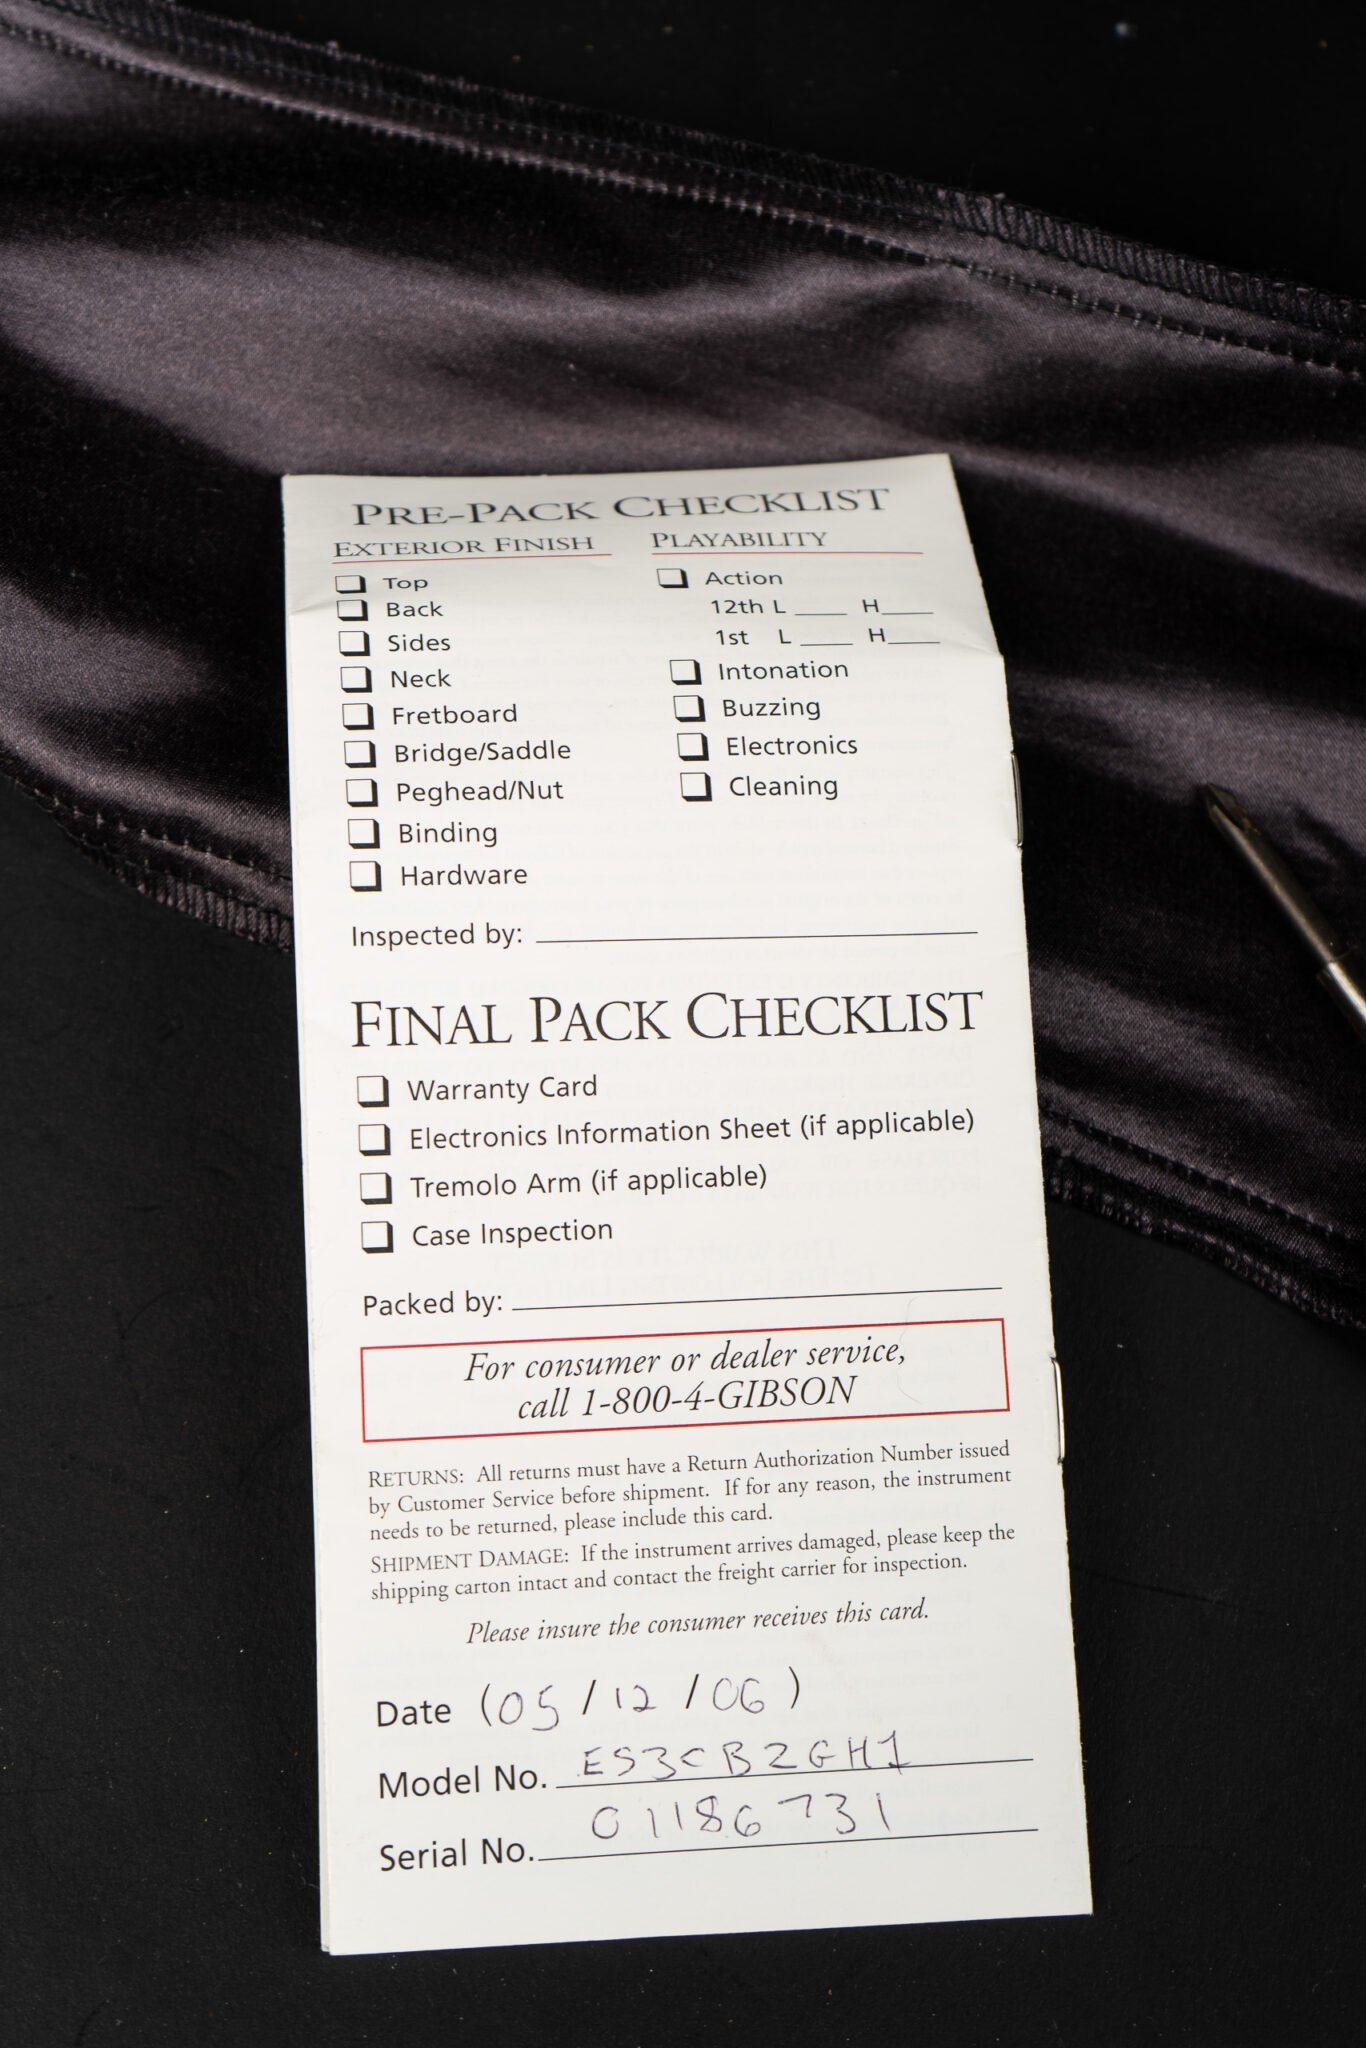 PRE-PACK CHECKLIST
EXTERIOR FINISH
Top
Back
Sides
Neck
Fretboard
Bridge/Saddle
Peghead/Nut
Binding
Hardware
PLAYABILITY
Action
12th L ____ H____
1st L ____ H____
Intonation
Buzzing
Electronics
Cleaning
Inspected by:
FINAL PACK CHECKLIST
Warranty Card
Electronics Information Sheet (if applicable)
Tremolo Arm (if applicable)
Case Inspection
Packed by:
For consumer or dealer service,
call 1-800-4-GIBSON
RETURNS: All returns must have a Return Authorization Number issued
by Customer Service before shipment. If for any reason, the instrument
needs to be returned, please include this card.
SHIPMENT DAMAGE: If the instrument arrives damaged, please keep the
shipping carton intact and contact the freight carrier for inspection.
Please insure the consumer receives this card.
Date (05/12/06)
Model No. ES3CB2GH1
Serial No. 01186731